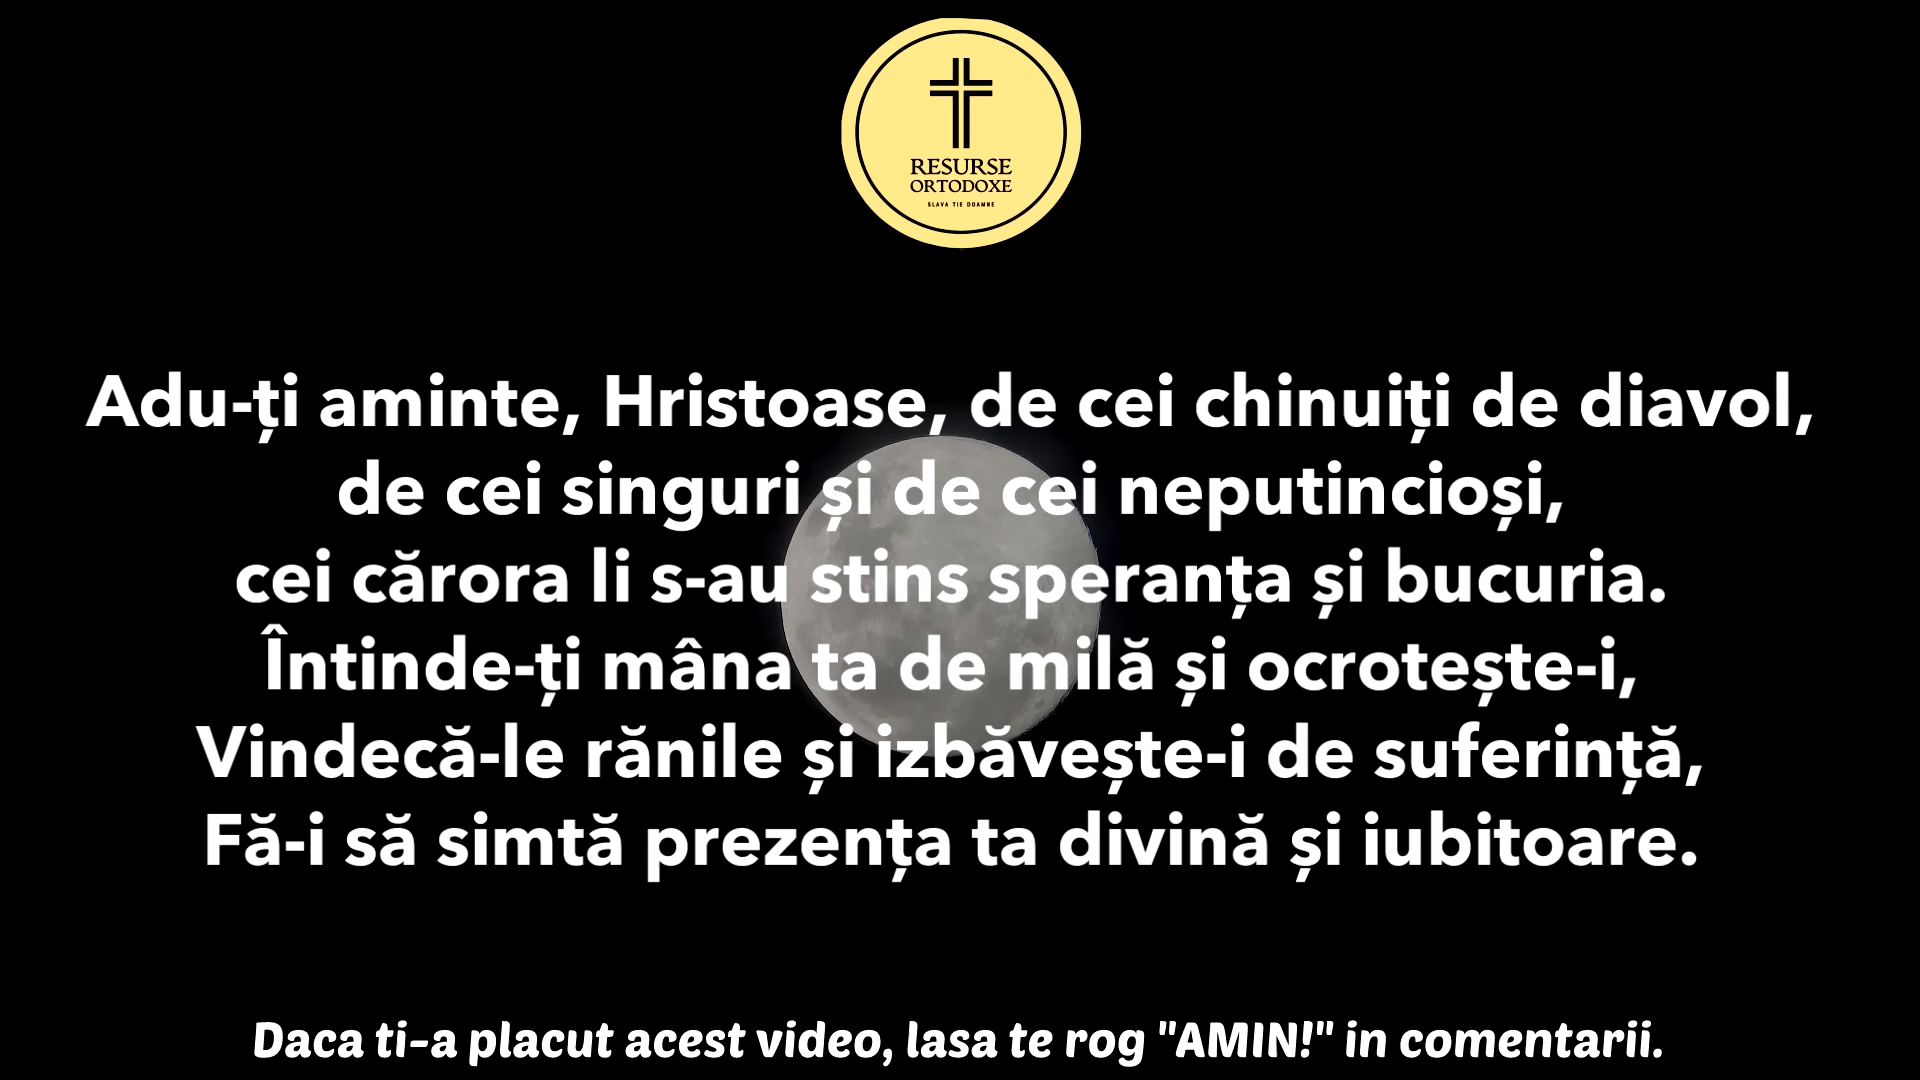 RESURSE
ORTODOXE
SLAVA TIE DOAMNE
Adu-ți aminte, Hristoase, de cei chinuiți de diavol,
de cei singuri și de cei neputincioși,
cei cărora li s-au stins speranța și bucuria.
Întinde-ți mâna ta de milă și ocrotește-i,
Vindecă-le rănile și izbăvește-i de suferință,
Fă-i să simtă prezența ta divină și iubitoare.
Daca ti-a placut acest video, lasa te rog "AMIN!" in comentarii.